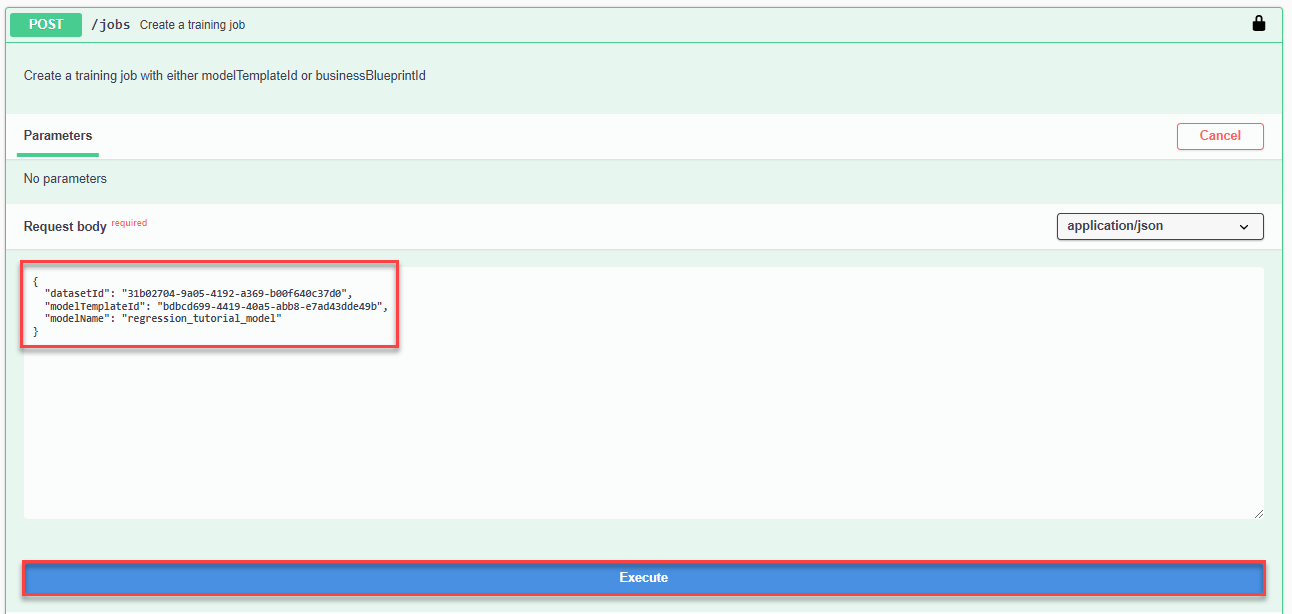 POST /jobs Create a training job
Create a training job with either modelTemplateId or businessBlueprintId
Parameters
Cancel
No parameters
Request body required
application/json
{
"datasetId": "31b02704-9a05-4192-a369-b00f640c37d0",
"modelTemplateId": "bdbcd699-4419-40a5-abb8-e7ad43dde49b",
"modelName": "regression_tutorial_model"
}
Execute